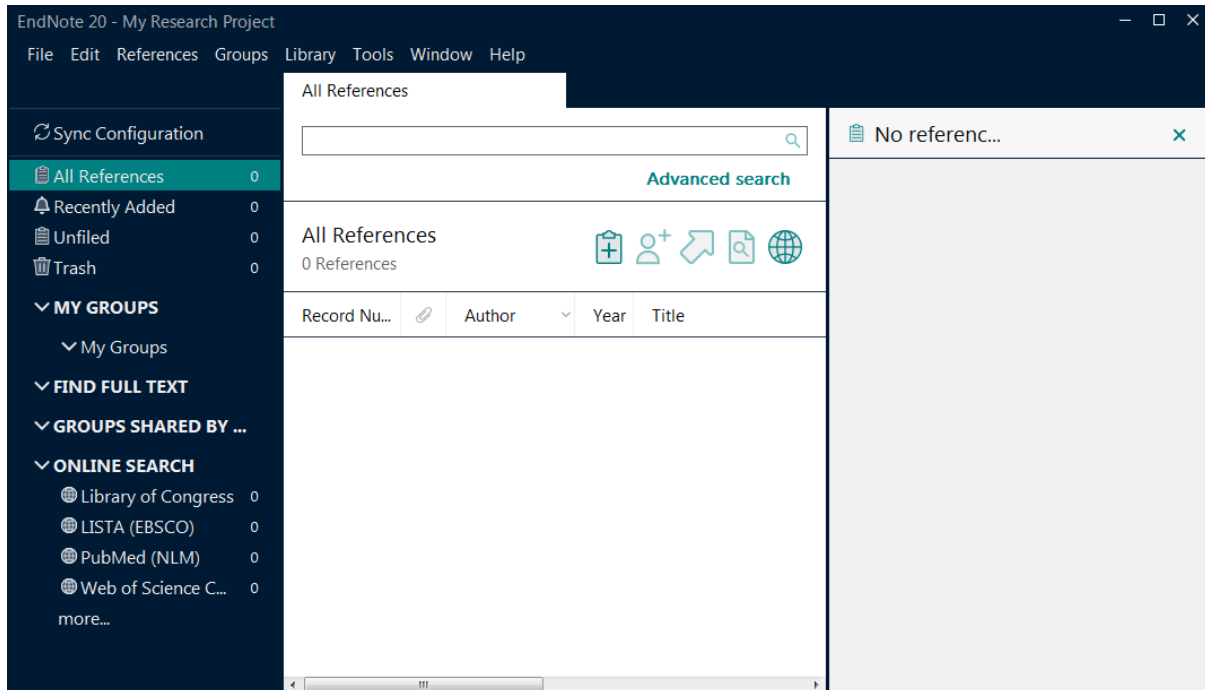 EndNote 20 - My Research Project
File Edit References Groups Library Tools Window Help
All References
Sync Configuration
All References 0
Recently Added 0
Unfiled 0
Trash 0
MY GROUPS
My Groups
FIND FULL TEXT
GROUPS SHARED BY ...
ONLINE SEARCH
Library of Congress 0
LISTA (EBSCO) 0
PubMed (NLM) 0
Web of Science C... 0
more...
Advanced search
All References
0 References
Record Nu... Author Year Title
No referenc...